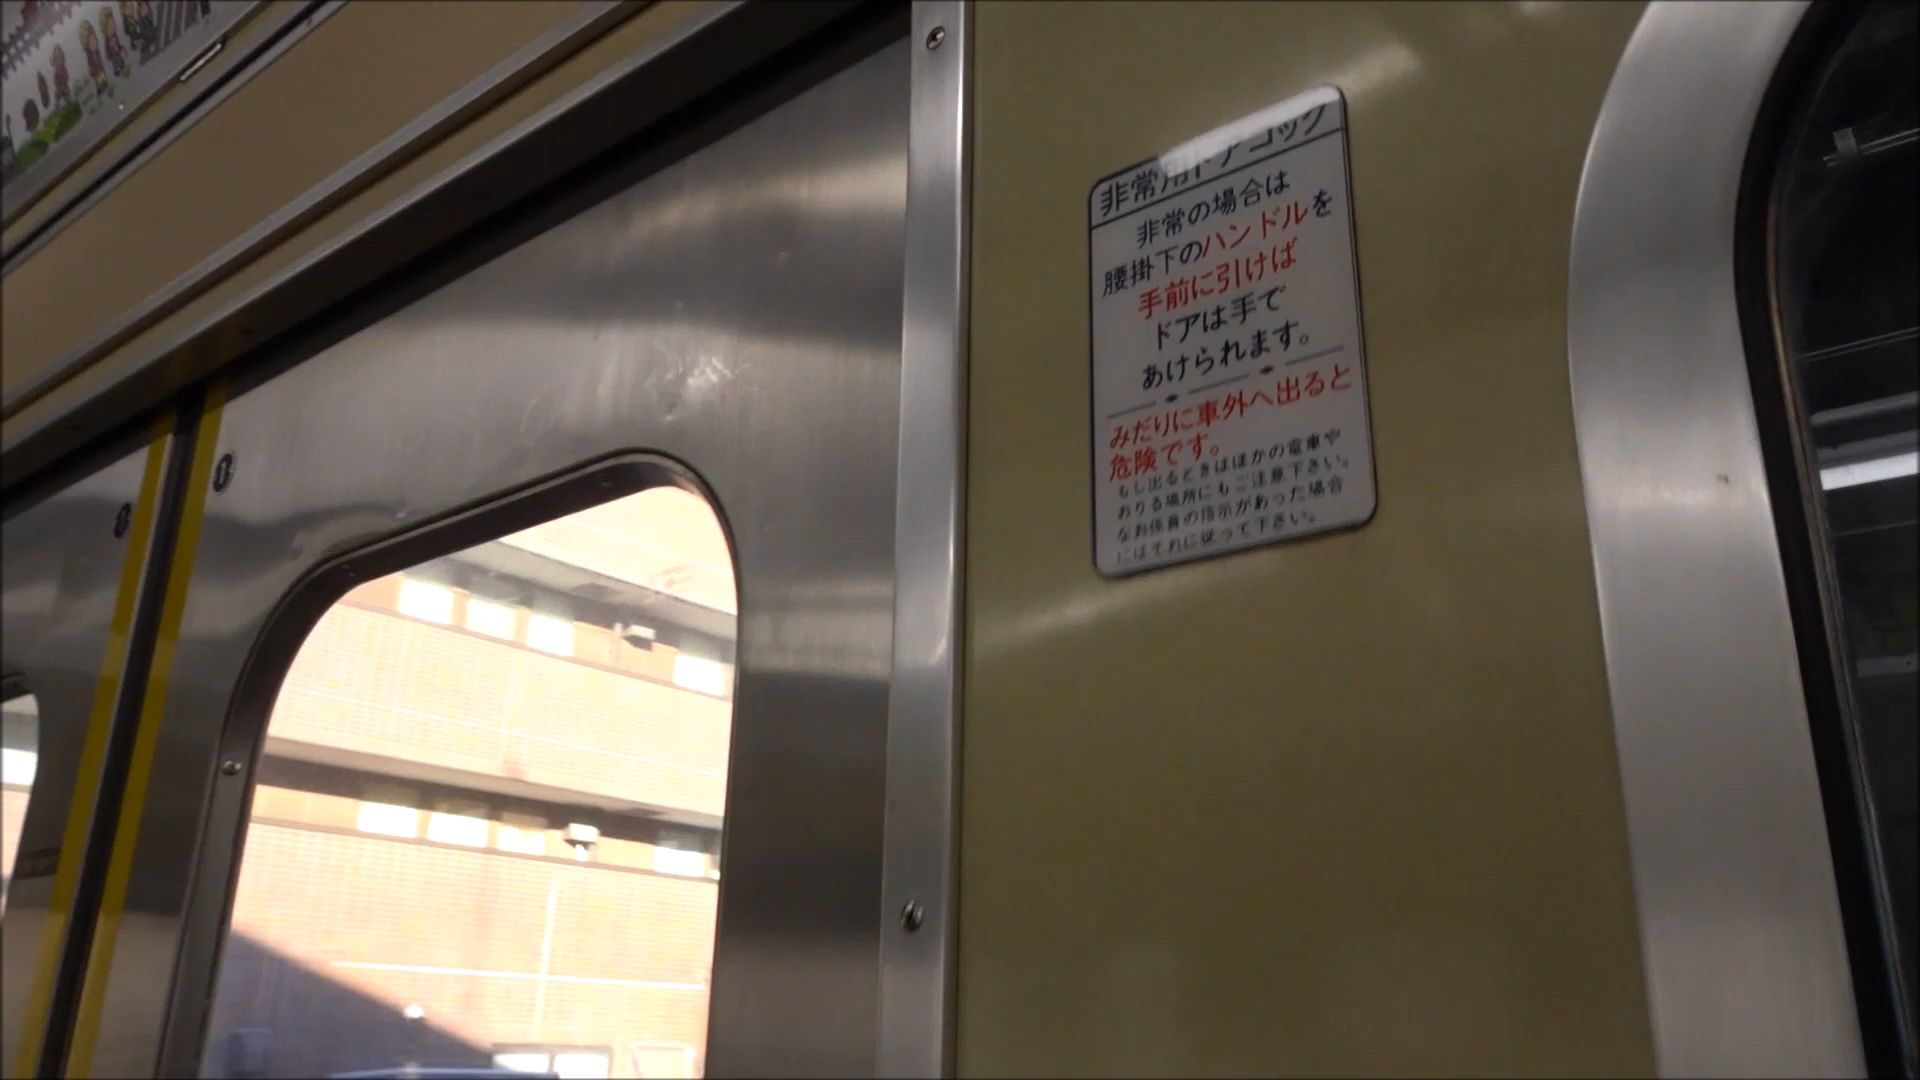 非常用ドアコック
非常の場合は
腰掛下のハンドルを
手前に引けば
ドアは手で
あけられます。
みだりに車外へ出ると
危険です。
もし出るときはほかの電車や
おりる場所にもご注意下さい。
なお係員の指示があった場合
にはそれに従って下さい。